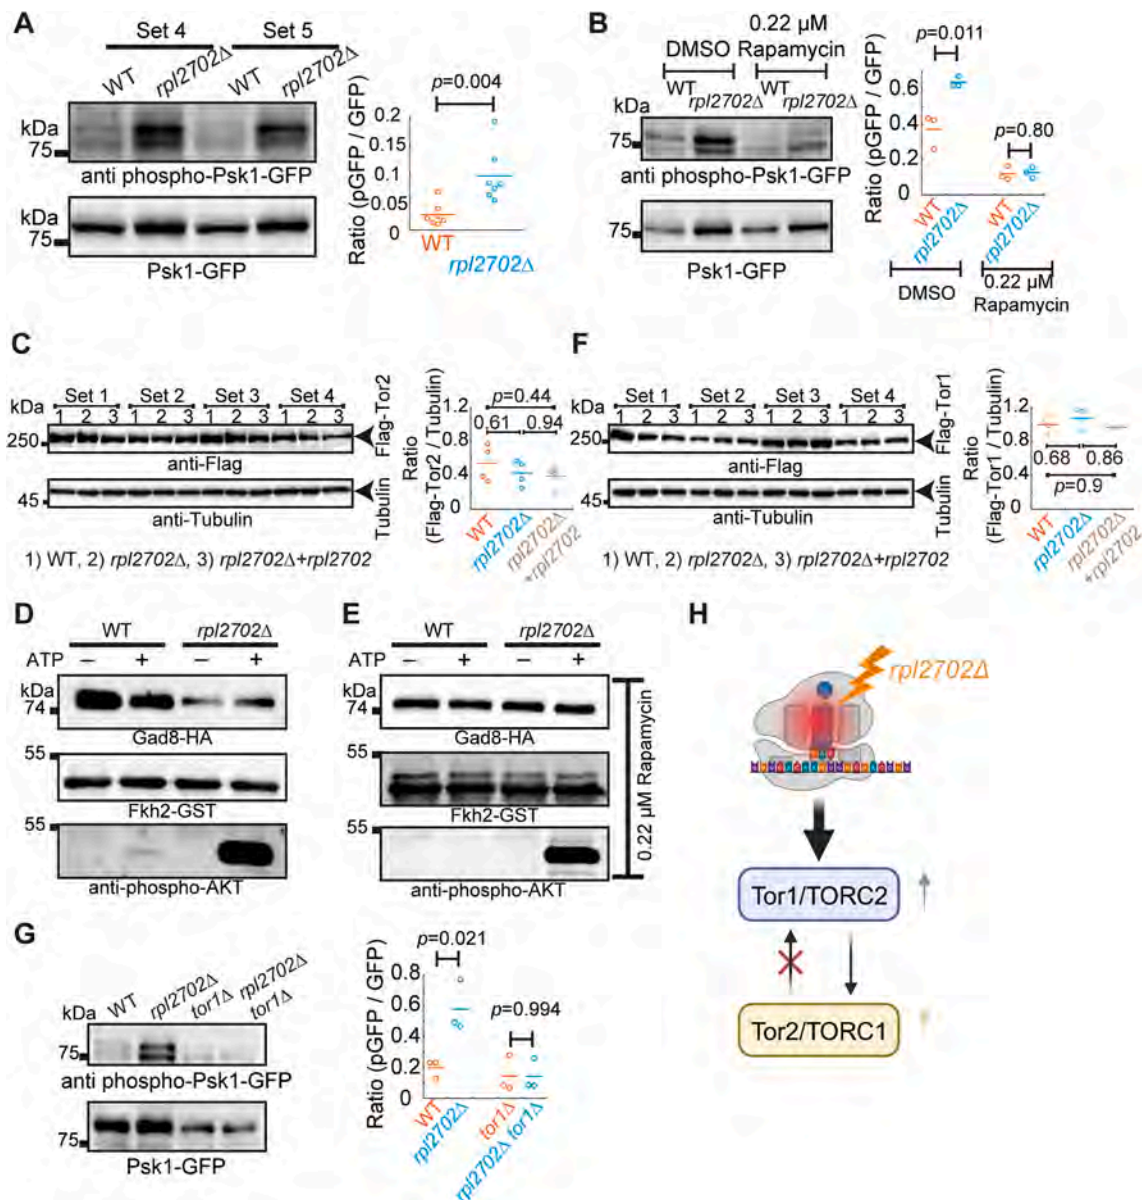 A
Set 4 Set 5
WT rpl2702Δ WT rpl2702Δ
kDa
75
anti phospho-Psk1-GFP
kDa
75
Psk1-GFP
Ratio (pGFP / GFP)
p=0.004
0.2
0.15
0.1
0.05
0
WT
rpl2702Δ
B
0.22 µM
DMSO Rapamycin
WT rpl2702Δ WT rpl2702Δ
kDa
75
anti phospho-Psk1-GFP
kDa
75
Psk1-GFP
Ratio (pGFP / GFP)
p=0.011
0.6
0.4
p=0.80
0.2
0
WT rpl2702Δ WT rpl2702Δ
DMSO
0.22 µM
Rapamycin
C
Set 1 Set 2 Set 3 Set 4
kDa
1 2 3 1 2 3 1 2 3 1 2 3
250
Flag-Tor2
anti-Flag
45
Tubulin
anti-Tubulin
1) WT, 2) rpl2702Δ, 3) rpl2702Δ+rpl2702
Ratio
(Flag-Tor2 / Tubulin)
1.2
p=0.44
0.61 0.94
0.8
0.4
0
WT
rpl2702Δ
rpl2702Δ
+rpl2702
F
Set 1 Set 2 Set 3 Set 4
kDa
1 2 3 1 2 3 1 2 3 1 2 3
250
Flag-Tor1
anti-Flag
45
Tubulin
anti-Tubulin
1) WT, 2) rpl2702Δ, 3) rpl2702Δ+rpl2702
Ratio
(Flag-Tor1 / Tubulin)
1.2
0.8
0.68 0.86
0.4
p=0.9
0
WT
rpl2702Δ
rpl2702Δ
+rpl2702
D
WT rpl2702Δ
ATP – + – +
kDa
74
Gad8-HA
55
Fkh2-GST
55
anti-phospho-AKT
E
WT rpl2702Δ
ATP – + – +
kDa
74
Gad8-HA
55
Fkh2-GST
55
anti-phospho-AKT
0.22 µM Rapamycin
G
WT rpl2702Δ tor1Δ rpl2702Δ tor1Δ
kDa
75
anti phospho-Psk1-GFP
75
Psk1-GFP
Ratio (pGFP / GFP)
p=0.021
0.8
0.6
p=0.994
0.4
0.2
0
WT
rpl2702Δ
tor1Δ
rpl2702Δ tor1Δ
H
rpl2702Δ
Tor1/TORC2
Tor2/TORC1